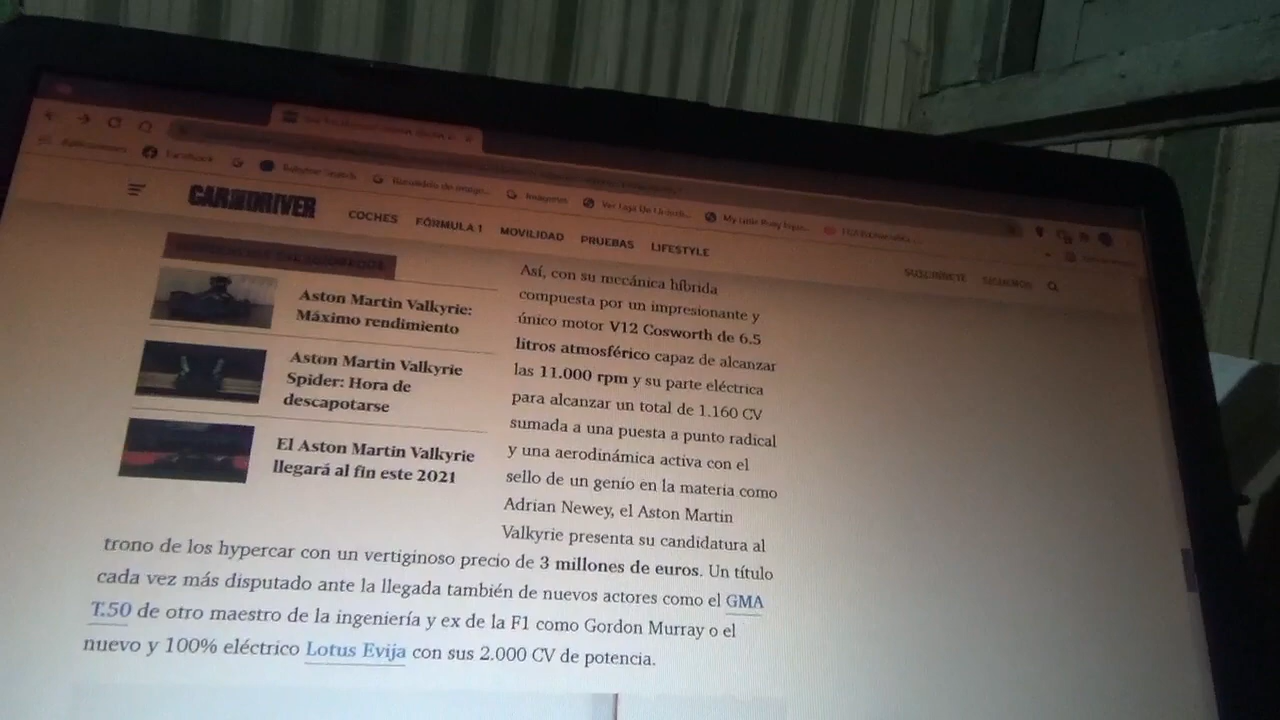 Facebook
Imagenes
CAR AND DRIVER
COCHES FÓRMULA 1 MOVILIDAD PRUEBAS LIFESTYLE
SUSCRÍBETE SÍGUENOS
Aston Martin Valkyrie:
Máximo rendimiento
Aston Martin Valkyrie
Spider: Hora de
descapotarse
El Aston Martin Valkyrie
llegará al fin este 2021
Así, con su mecánica híbrida
compuesta por un impresionante y
único motor V12 Cosworth de 6.5
litros atmosférico capaz de alcanzar
las 11.000 rpm y su parte eléctrica
para alcanzar un total de 1.160 CV
sumada a una puesta a punto radical
y una aerodinámica activa con el
sello de un genio en la materia como
Adrian Newey, el Aston Martin
Valkyrie presenta su candidatura al
trono de los hypercar con un vertiginoso precio de 3 millones de euros. Un título
cada vez más disputado ante la llegada también de nuevos actores como el GMA
T.50 de otro maestro de la ingeniería y ex de la F1 como Gordon Murray o el
nuevo y 100% eléctrico Lotus Evija con sus 2.000 CV de potencia.